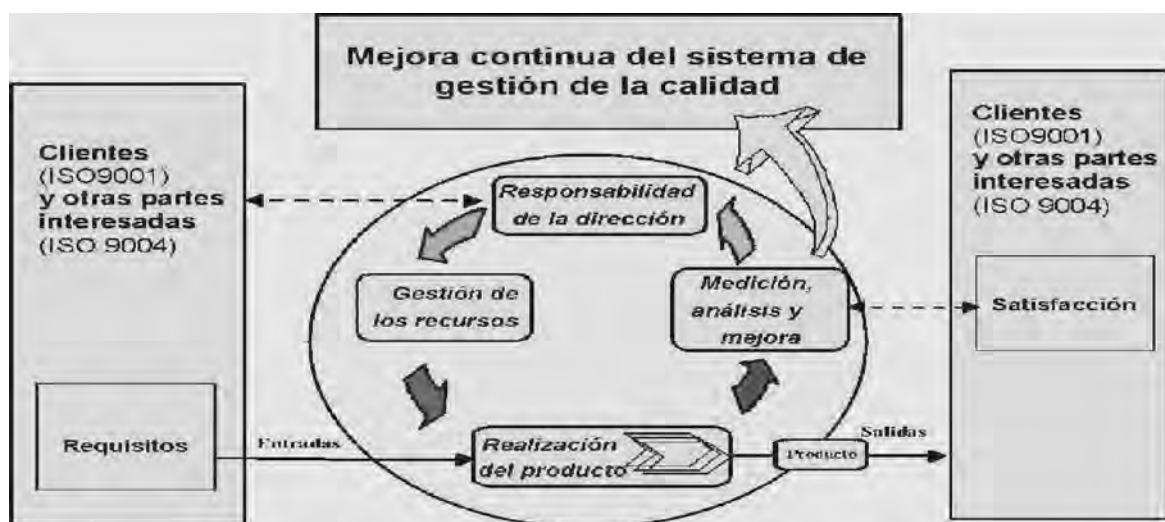 Mejora continua del sistema de
gestión de la calidad
Clientes
(ISO9001)
y otras partes
interesadas
(ISO 9004)
Requisitos
Entradas
Responsabilidad
de la dirección
Gestión de
los recursos
Medición,
análisis y
mejora
Realización
del producto
Producto
Salidas
Clientes
(ISO9001)
y otras partes
interesadas
(ISO 9004)
Satisfacción